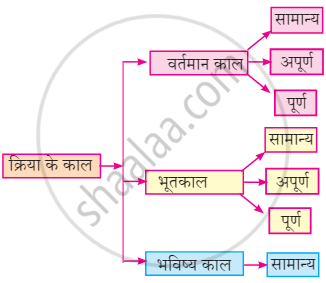 सामान्य
वर्तमान काल
अपूर्ण
पूर्ण
सामान्य
क्रिया के काल
भूतकाल
अपूर्ण
पूर्ण
भविष्य काल
सामान्य
shaalaa.com